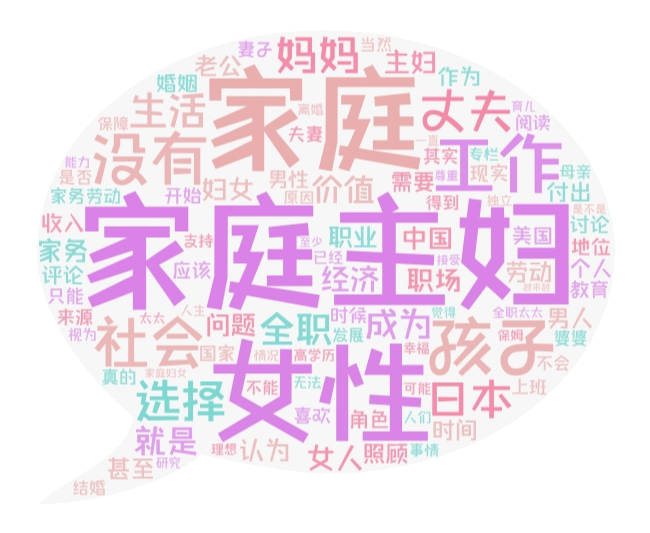 妻子 妈妈 当然
老公 家庭 主妇
婚姻 作为
生活 离婚 丈夫 育儿
保障 夫妻 一直 阅读
没有 其实 工作
能力 是否 男性 专栏 母亲
家务劳动 开始 妇女 原因 价值 需要 尊重 现实 付出
收入 家庭主妇 得到 独立 是不是
家务 支持 至少 职业 中国 美国 讨论 地位
评论 应该 已经 经济 接受 职场 劳动 个人
只能 越来越 教育
来源 太太 人生 问题 全职 时候 成为 觉得 全职太太 男人
视为 社会 发展 孩子 保姆 婆婆
国家 情况 高学历 幸福
真的 家庭妇女 女性 不能 无法 可能 不会
选择 喜欢 角色 人们 日本 上班
就是 时间
甚至 研究 理想 认为 女人 照顾 事情
结婚